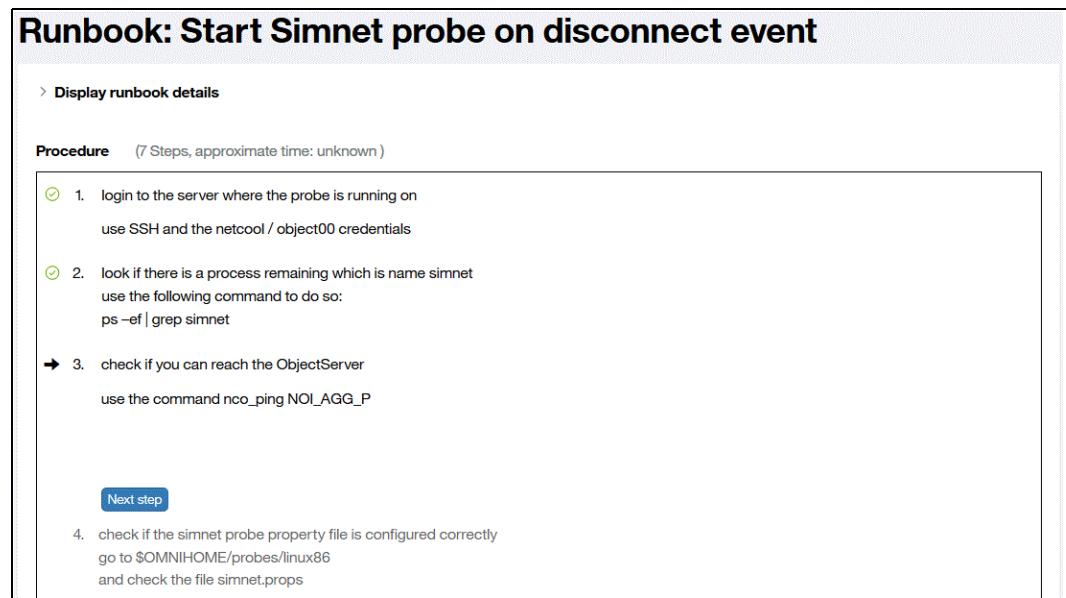 Runbook: Start Simnet probe on disconnect event
Display runbook details
Procedure (7 Steps, approximate time: unknown )
1. login to the server where the probe is running on
use SSH and the netcool / object00 credentials
2. look if there is a process remaining which is name simnet
use the following command to do so:
ps –ef | grep simnet
3. check if you can reach the ObjectServer
use the command nco_ping NOI_AGG_P
Next step
4. check if the simnet probe property file is configured correctly
go to $OMNIHOME/probes/linux86
and check the file simnet.props